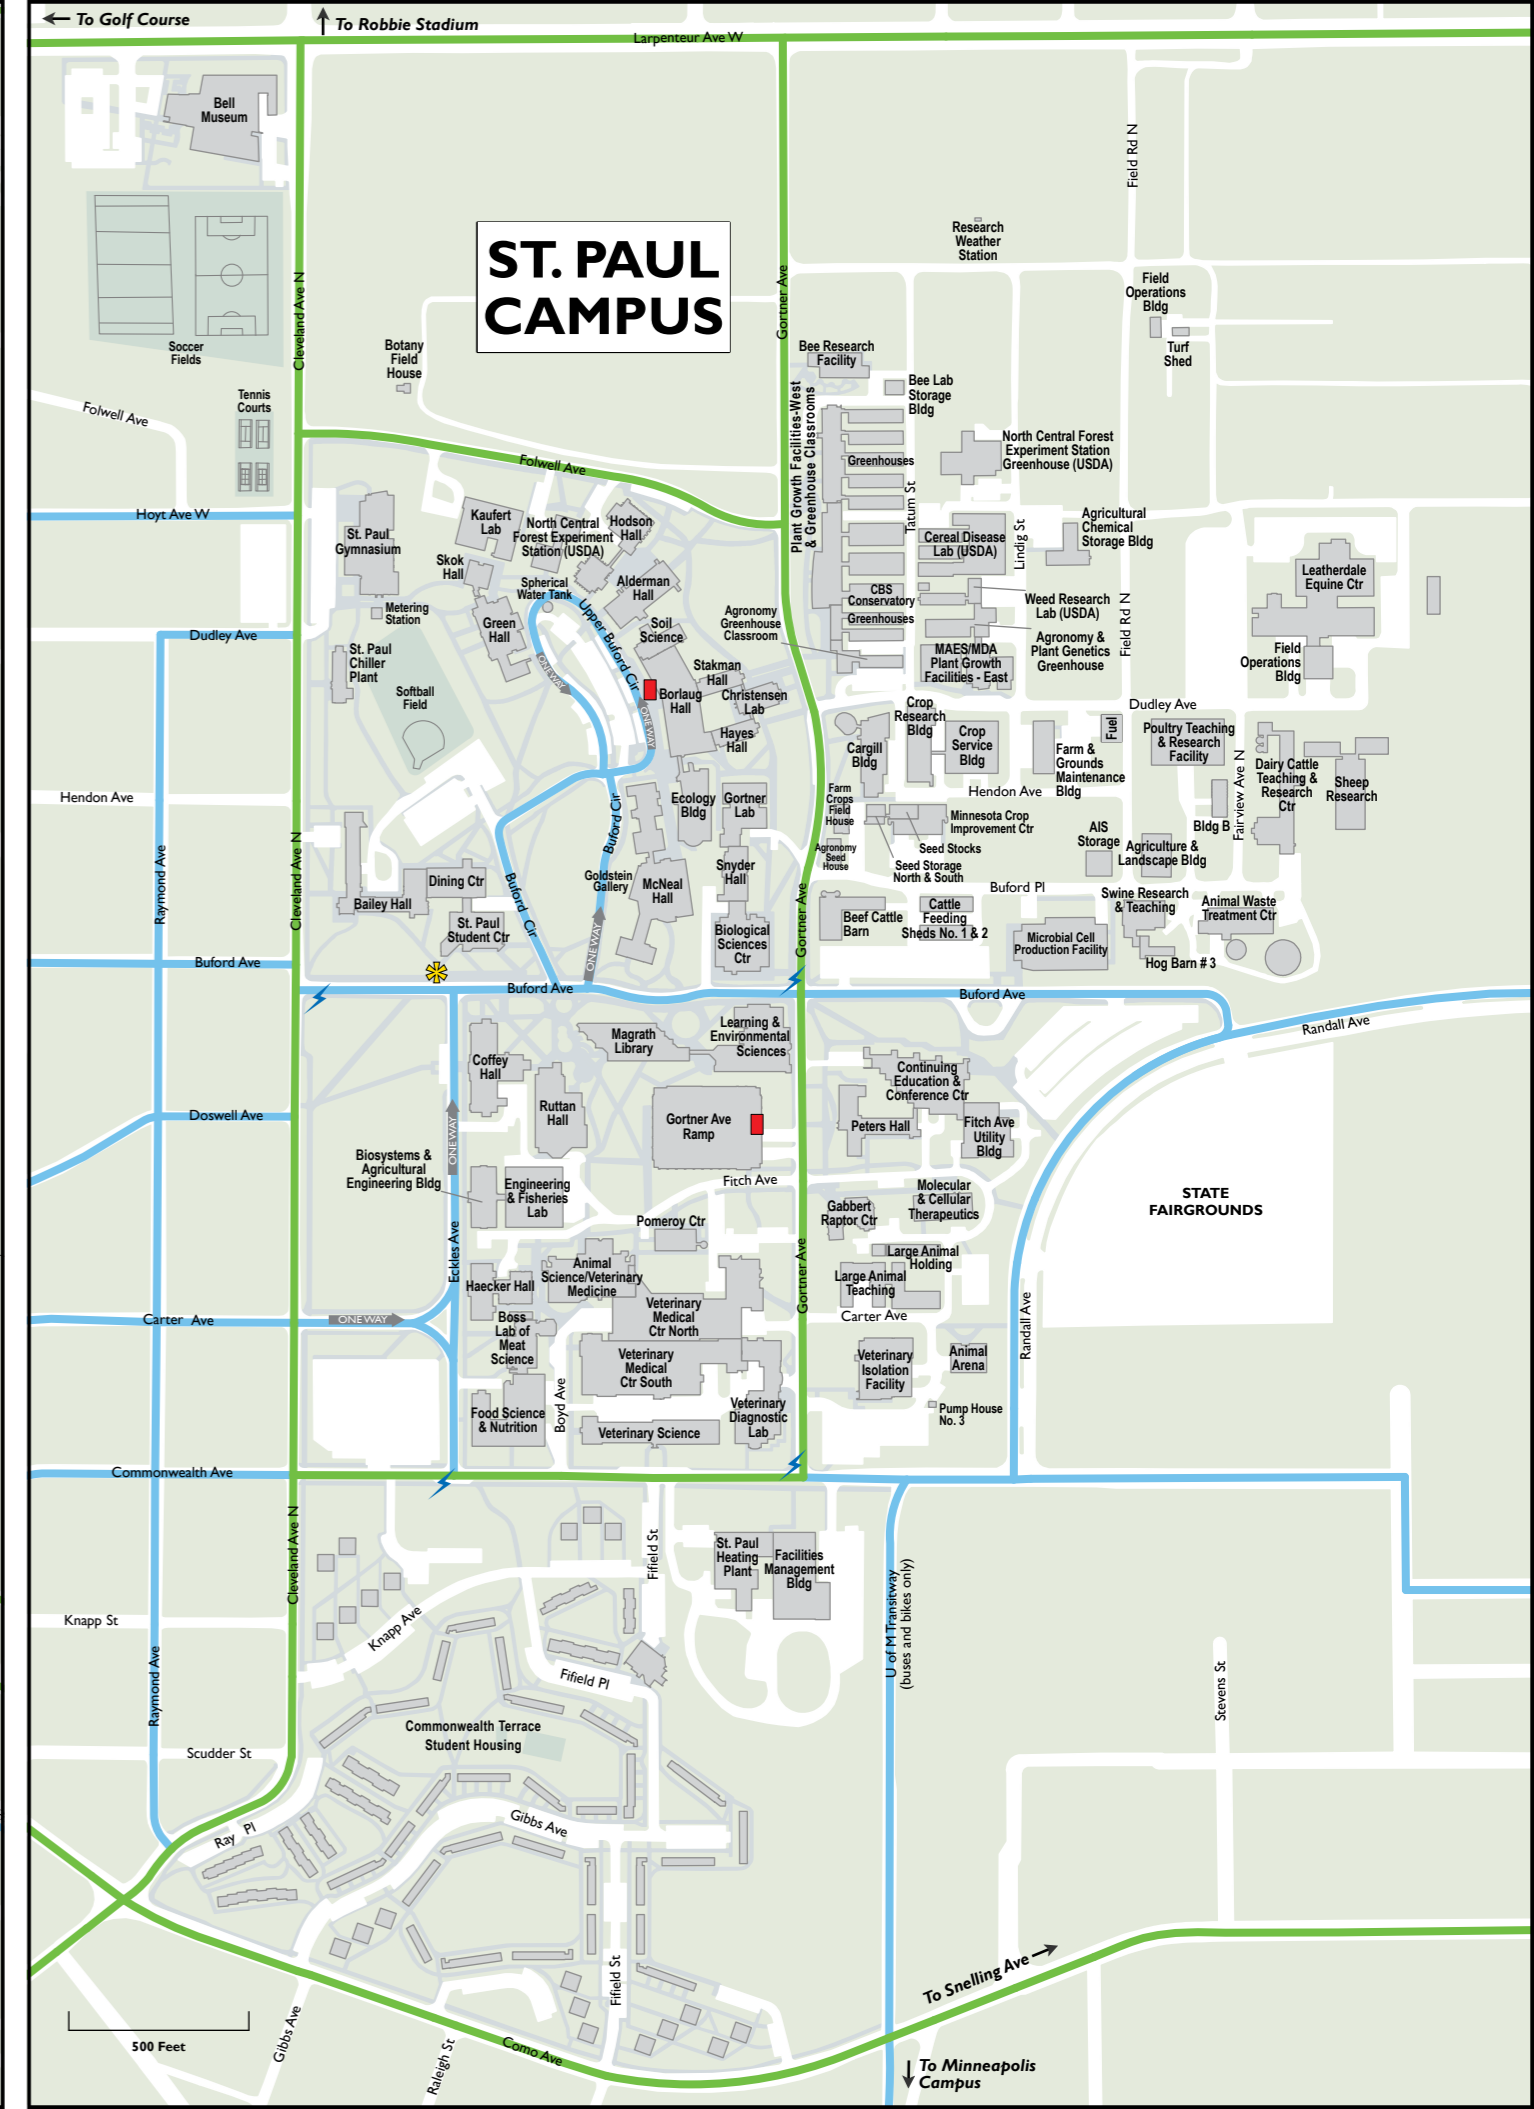 To Golf Course
To Robbie Stadium
Larpenteur Ave W
Bell
Museum
Field Rd N
ST. PAUL
CAMPUS
Research
Weather
Station
Cleveland Ave N
Gortner Ave
Field
Operations
Bldg
Turf
Shed
Soccer
Fields
Botany
Field
House
Bee Research
Facility
Bee Lab
Storage
Bldg
Plant Growth Facilities-West
& Greenhouse Classrooms
Tennis
Courts
Folwell Ave
Folwell Ave
Greenhouses
North Central Forest
Experiment Station
Greenhouse (USDA)
Tatum St
Hoyt Ave W
St. Paul
Gymnasium
Kaufert
Lab
North Central
Forest Experiment
Station (USDA)
Hodson
Hall
Cereal Disease
Lab (USDA)
Lindig St
Agricultural
Chemical
Storage Bldg
Leatherdale
Equine Ctr
Skok
Hall
Spherical
Water Tank
Alderman
Hall
CBS
Conservatory
Greenhouses
Weed Research
Lab (USDA)
Field Rd N
Metering
Station
Green
Hall
Upper Buford Cir
Soil
Science
Agronomy
Greenhouse
Classroom
Agronomy &
Plant Genetics
Greenhouse
MAES/MDA
Plant Growth
Facilities - East
Field
Operations
Bldg
Dudley Ave
St. Paul
Chiller
Plant
Softball
Field
ONE WAY
ONE WAY
Stakman
Hall
Borlaug
Hall
Christensen
Lab
Hayes
Hall
Dudley Ave
Cargill
Bldg
Crop
Research
Bldg
Crop
Service
Bldg
Fuel
Farm &
Grounds
Maintenance
Bldg
Poultry Teaching
& Research
Facility
Fairview Ave N
Dairy Cattle
Teaching &
Research
Ctr
Sheep
Research
Hendon Ave
Hendon Ave
Ecology
Bldg
Gortner
Lab
Farm
Crops
Field
House
Minnesota Crop
Improvement Ctr
Seed Stocks
Seed Storage
North & South
Bldg B
AIS
Storage
Agriculture &
Landscape Bldg
Agronomy
Seed
House
Raymond Ave
Cleveland Ave N
Buford Cir
Buford Cir
Goldstein
Gallery
McNeal
Hall
Snyder
Hall
Dining Ctr
Bailey Hall
St. Paul
Student Ctr
ONE WAY
Biological
Sciences
Ctr
Gortner Ave
Beef Cattle
Barn
Cattle
Feeding
Sheds No. 1 & 2
Buford Pl
Microbial Cell
Production Facility
Swine Research
& Teaching
Animal Waste
Treatment Ctr
Hog Barn # 3
Buford Ave
Buford Ave
Buford Ave
Randall Ave
Coffey
Hall
Magrath
Library
Learning &
Environmental
Sciences
Continuing
Education &
Conference Ctr
Ruttan
Hall
Gortner Ave
Ramp
Peters Hall
Fitch Ave
Utility
Bldg
Doswell Ave
ONE WAY
Biosystems &
Agricultural
Engineering Bldg
Engineering
& Fisheries
Lab
Fitch Ave
Gabbert
Raptor Ctr
Molecular
& Cellular
Therapeutics
STATE
FAIRGROUNDS
Eckles Ave
Pomeroy Ctr
Gortner Ave
Large Animal
Holding
Large Animal
Teaching
Haecker Hall
Animal
Science/Veterinary
Medicine
Carter Ave
ONE WAY
Boss
Lab of
Meat
Science
Veterinary
Medical
Ctr North
Carter Ave
Randall Ave
Veterinary
Medical
Ctr South
Veterinary
Isolation
Facility
Animal
Arena
Boyd Ave
Food Science
& Nutrition
Veterinary Science
Veterinary
Diagnostic
Lab
Pump House
No. 3
Commonwealth Ave
Cleveland Ave N
Fifield St
St. Paul
Heating
Plant
Facilities
Management
Bldg
U of M Transitway
(buses and bikes only)
Knapp St
Knapp Ave
Raymond Ave
Fifield Pl
Stevens St
Commonwealth Terrace
Student Housing
Scudder St
Ray Pl
Gibbs Ave
Fifield St
To Snelling Ave
500 Feet
Gibbs Ave
Raleigh St
Como Ave
To Minneapolis
Campus